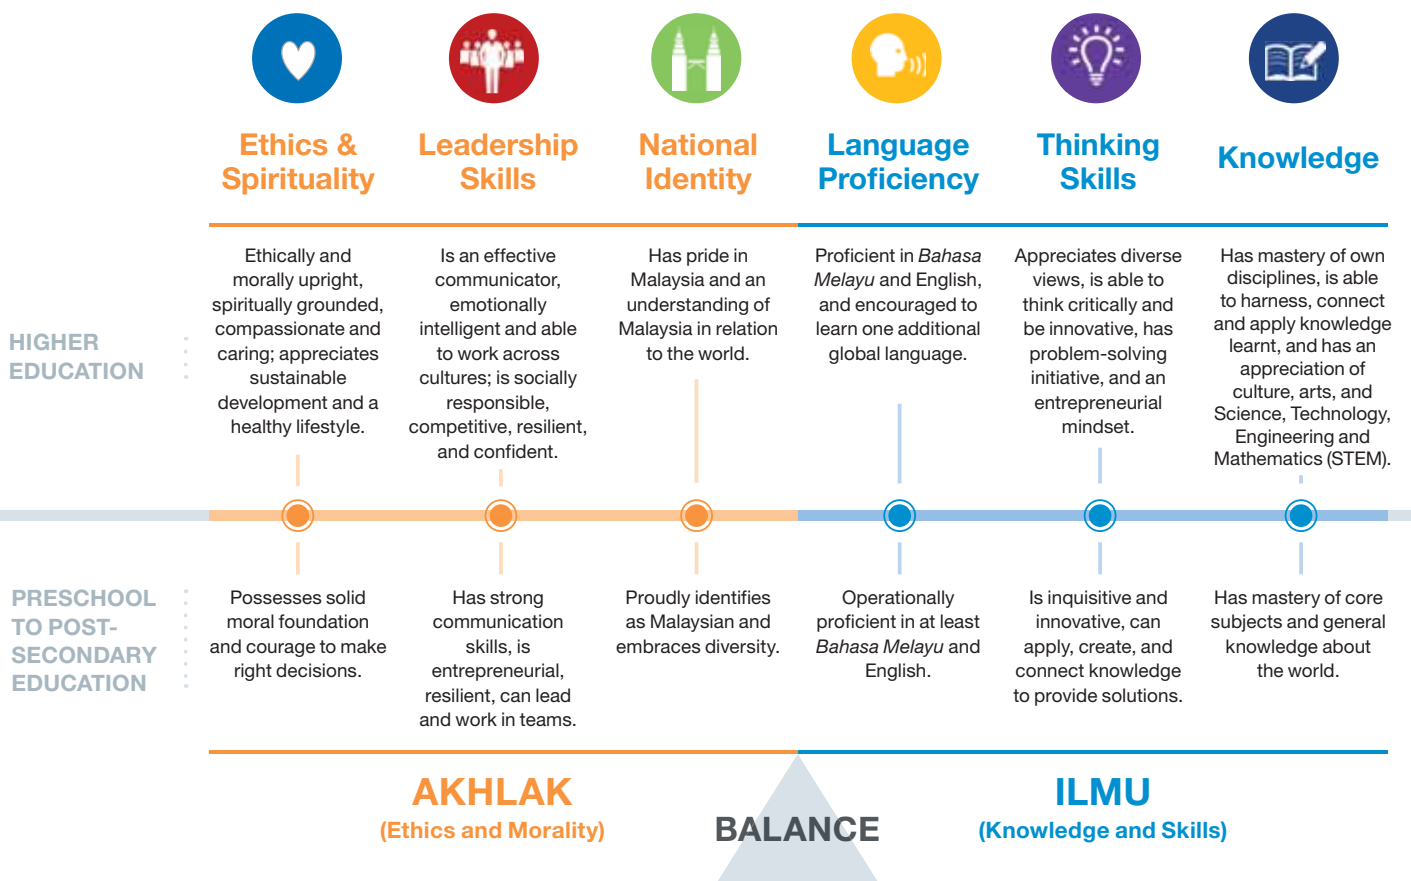 Ethics &
Spirituality
Leadership
Skills
National
Identity
Language
Proficiency
Thinking
Skills
Knowledge
HIGHER
EDUCATION
Ethically and
morally upright,
spiritually grounded,
compassionate and
caring; appreciates
sustainable
development and a
healthy lifestyle.
Is an effective
communicator,
emotionally
intelligent and able
to work across
cultures; is socially
responsible,
competitive, resilient,
and confident.
Has pride in
Malaysia and an
understanding of
Malaysia in relation
to the world.
Proficient in Bahasa
Melayu and English,
and encouraged to
learn one additional
global language.
Appreciates diverse
views, is able to
think critically and
be innovative, has
problem-solving
initiative, and an
entrepreneurial
mindset.
Has mastery of own
disciplines, is able
to harness, connect
and apply knowledge
learnt, and has an
appreciation of
culture, arts, and
Science, Technology,
Engineering and
Mathematics (STEM).
PRESCHOOL
TO POST-
SECONDARY
EDUCATION
Possesses solid
moral foundation
and courage to make
right decisions.
Has strong
communication
skills, is
entrepreneurial,
resilient, can lead
and work in teams.
Proudly identifies
as Malaysian and
embraces diversity.
Operationally
proficient in at least
Bahasa Melayu and
English.
Is inquisitive and
innovative, can
apply, create, and
connect knowledge
to provide solutions.
Has mastery of core
subjects and general
knowledge about
the world.
AKHLAK
(Ethics and Morality)
BALANCE
ILMU
(Knowledge and Skills)